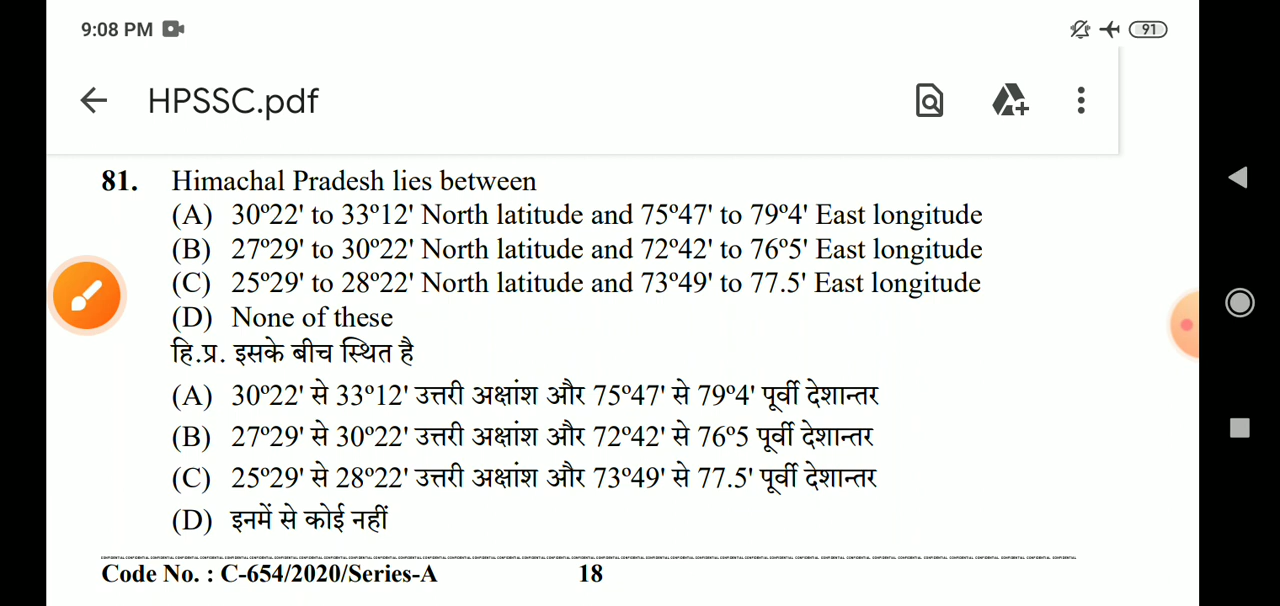 9:08 PM
91
HPSSC.pdf
81. Himachal Pradesh lies between
(A) 30º22' to 33º12' North latitude and 75º47' to 79º4' East longitude
(B) 27º29' to 30º22' North latitude and 72º42' to 76º5' East longitude
(C) 25º29' to 28º22' North latitude and 73º49' to 77.5' East longitude
(D) None of these
हि.प्र. इसके बीच स्थित है
(A) 30º22' से 33º12' उत्तरी अक्षांश और 75º47' से 79º4' पूर्वी देशान्तर
(B) 27º29' से 30º22' उत्तरी अक्षांश और 72º42' से 76º5 पूर्वी देशान्तर
(C) 25º29' से 28º22' उत्तरी अक्षांश और 73º49' से 77.5' पूर्वी देशान्तर
(D) इनमें से कोई नहीं
Code No. : C-654/2020/Series-A 18